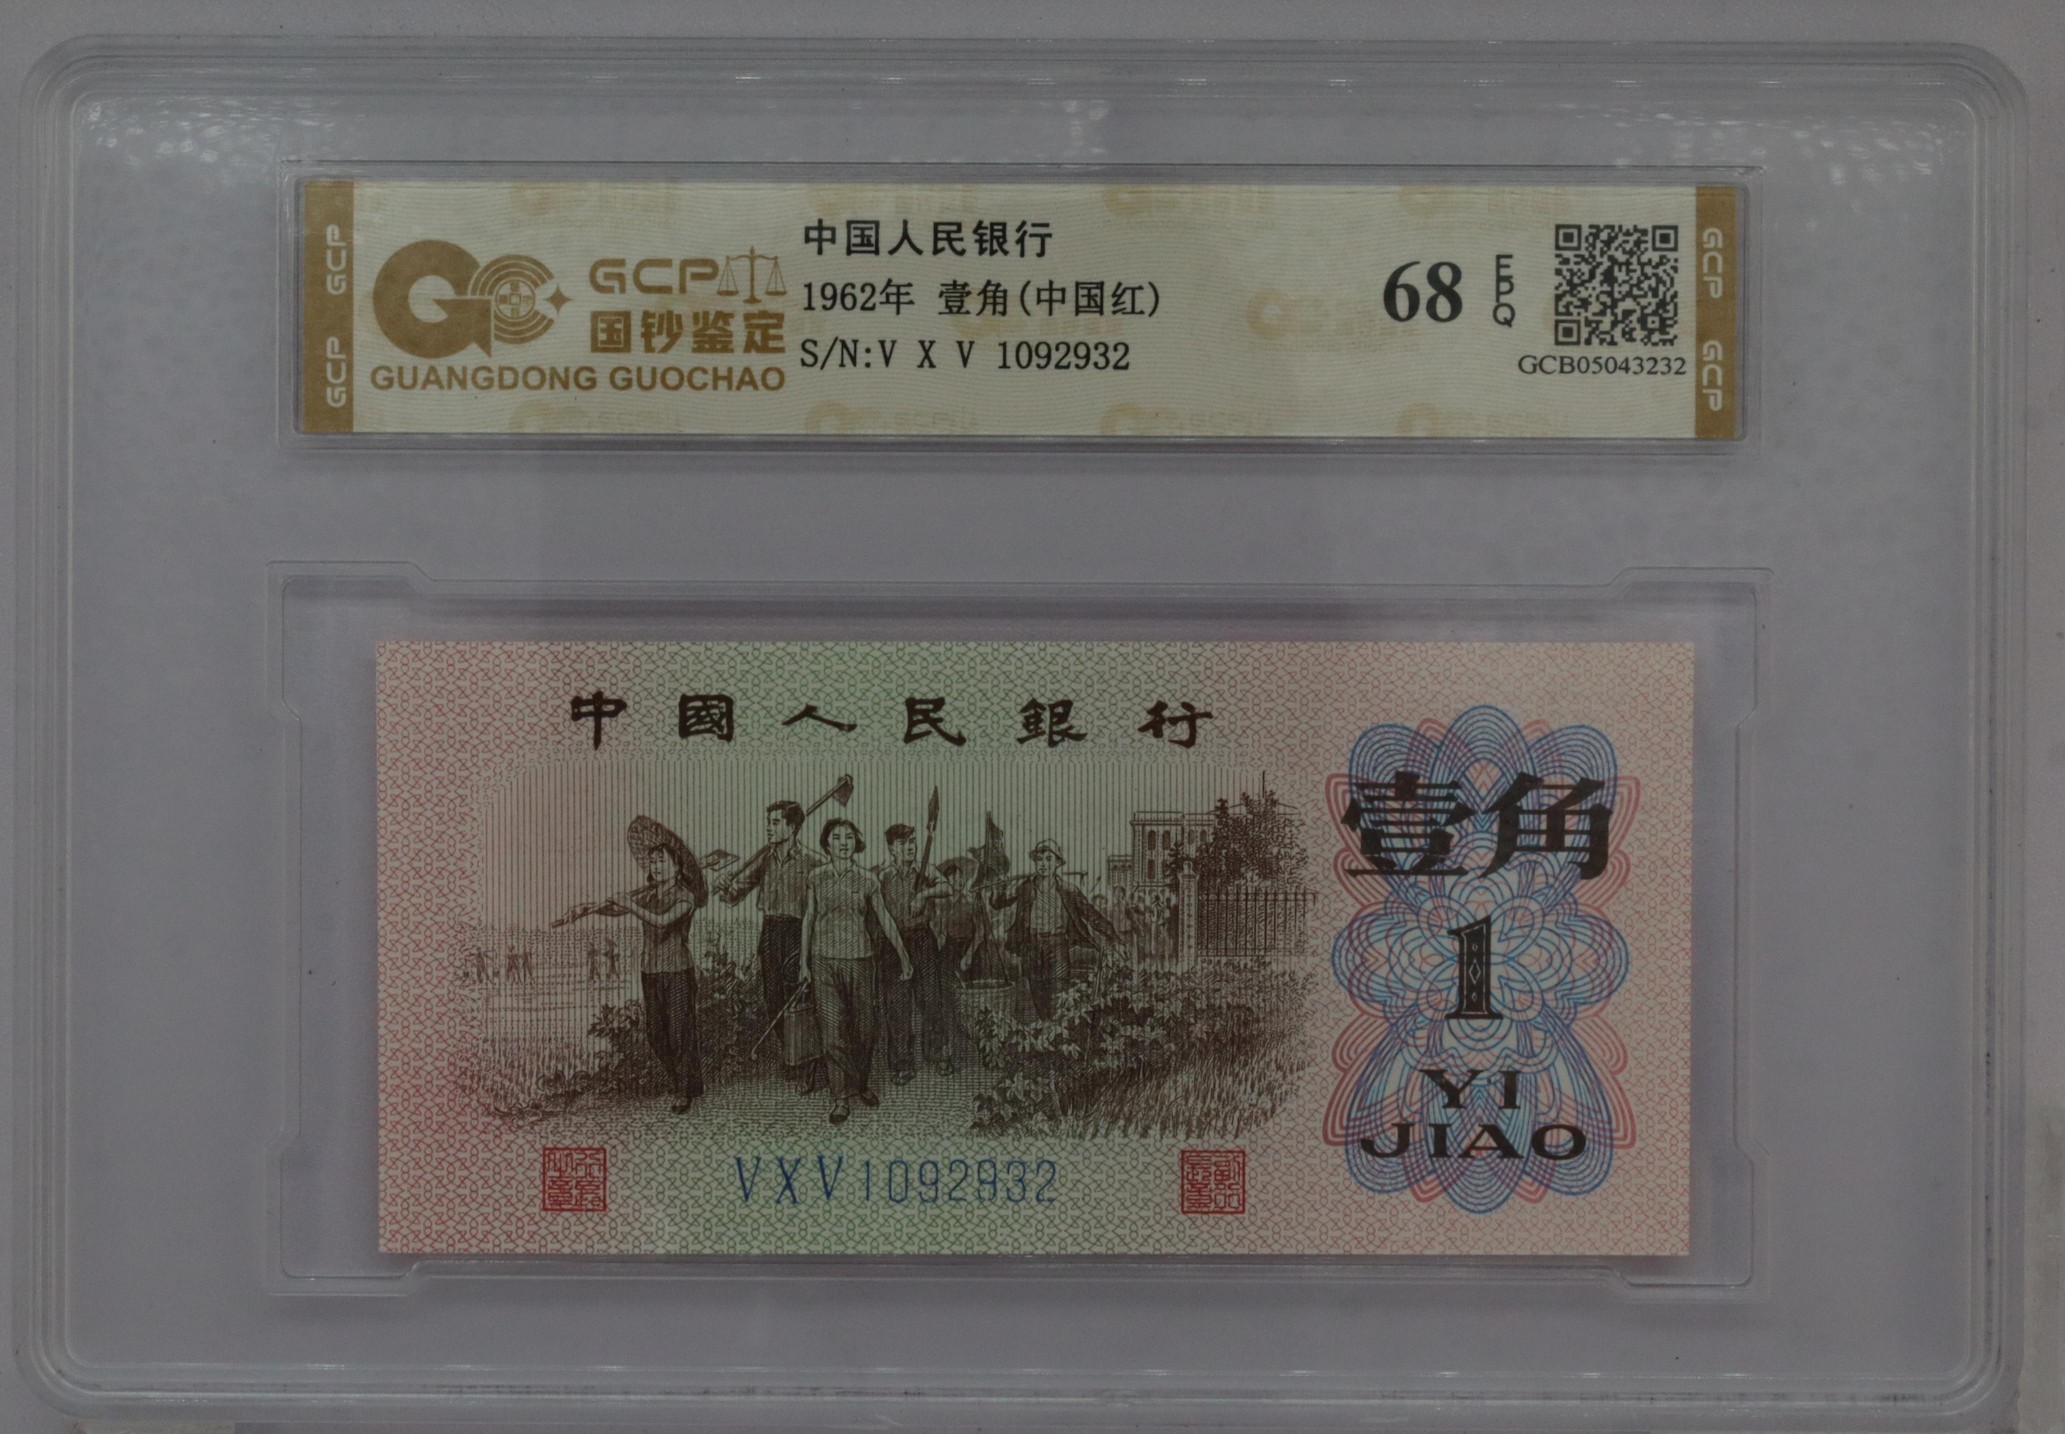 GCP GCP
GCP
国钞鉴定
GUANGDONG GUOCHAO
中国人民银行
1962年 壹角(中国红)
S/N:V X V 1092932
68 EPQ
GCB05043232
GCP GCP
中國人民銀行
壹角
1
YI
JIAO
VXV1092932